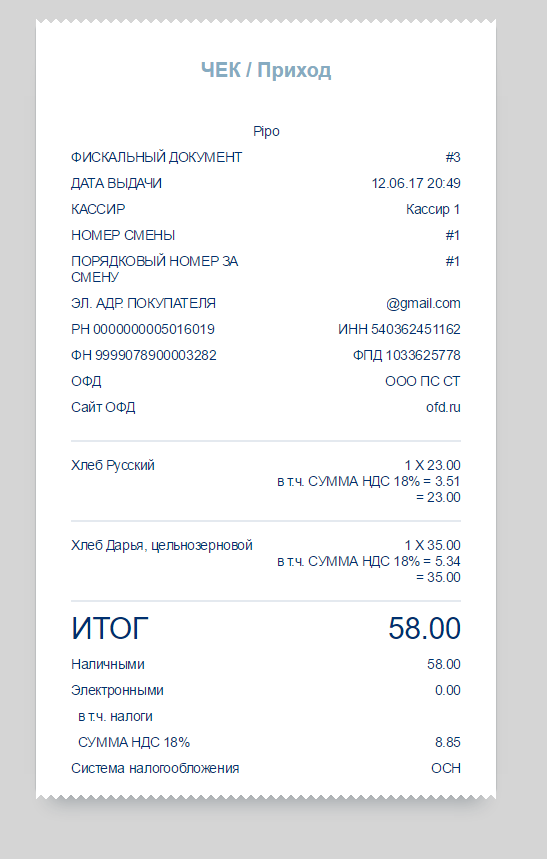 ЧЕК / Приход
Pipo
ФИСКАЛЬНЫЙ ДОКУМЕНТ #3
ДАТА ВЫДАЧИ 12.06.17 20:49
КАССИР Кассир 1
НОМЕР СМЕНЫ #1
ПОРЯДКОВЫЙ НОМЕР ЗА #1
СМЕНУ
ЭЛ. АДР. ПОКУПАТЕЛЯ @gmail.com
РН 0000000005016019 ИНН 540362451162
ФН 9999078900003282 ФПД 1033625778
ОФД ООО ПС СТ
Сайт ОФД ofd.ru
Хлеб Русский 1 X 23.00
в т.ч. СУММА НДС 18% = 3.51
= 23.00
Хлеб Дарья, цельнозерновой 1 X 35.00
в т.ч. СУММА НДС 18% = 5.34
= 35.00
ИТОГ 58.00
Наличными 58.00
Электронными 0.00
в т.ч. налоги
СУММА НДС 18% 8.85
Система налогообложения ОСН